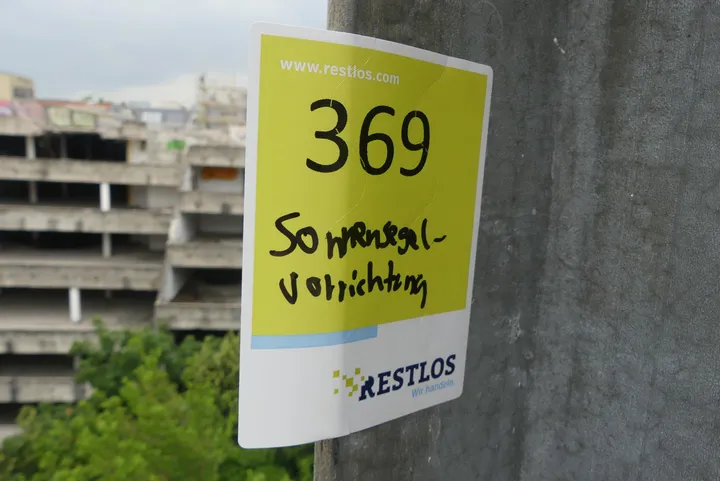 www.restlos.com
369
Sonnensegel-
vorrichtung
RESTLOS
Wir handeln.